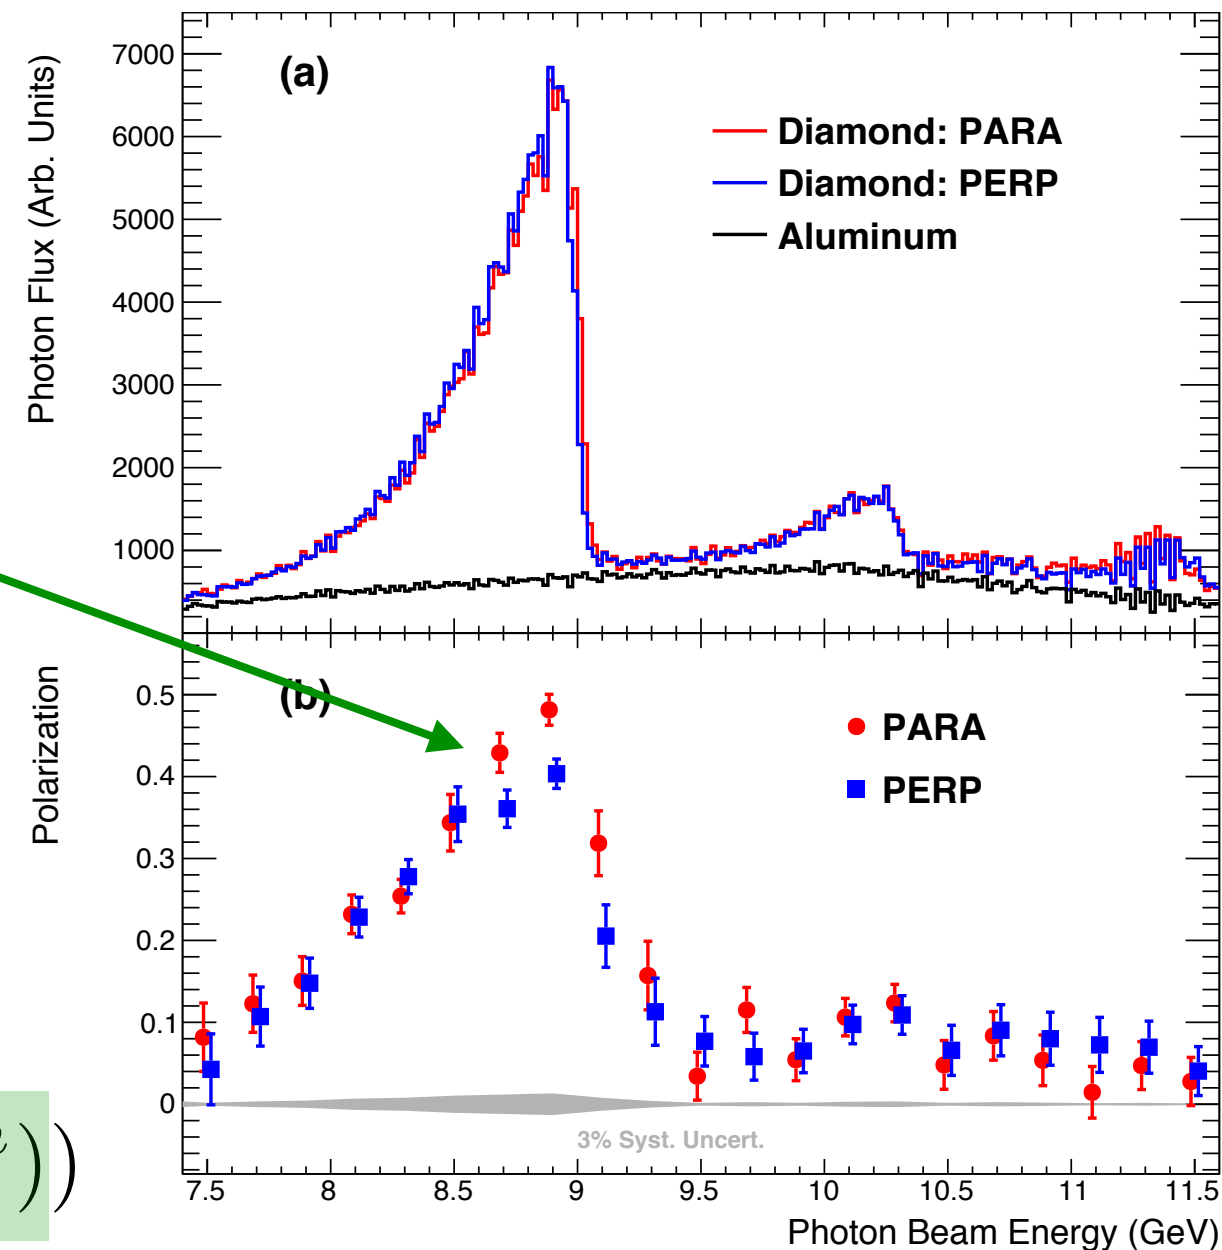 (a)
Photon Flux (Arb. Units)
7000
6000
5000
4000
3000
2000
1000
Diamond: PARA
Diamond: PERP
Aluminum
(b)
Polarization
0.5
0.4
0.3
0.2
0.1
0
PARA
PERP
3% Syst. Uncert.
7.5 8 8.5 9 9.5 10 10.5 11 11.5
Photon Beam Energy (GeV)
))